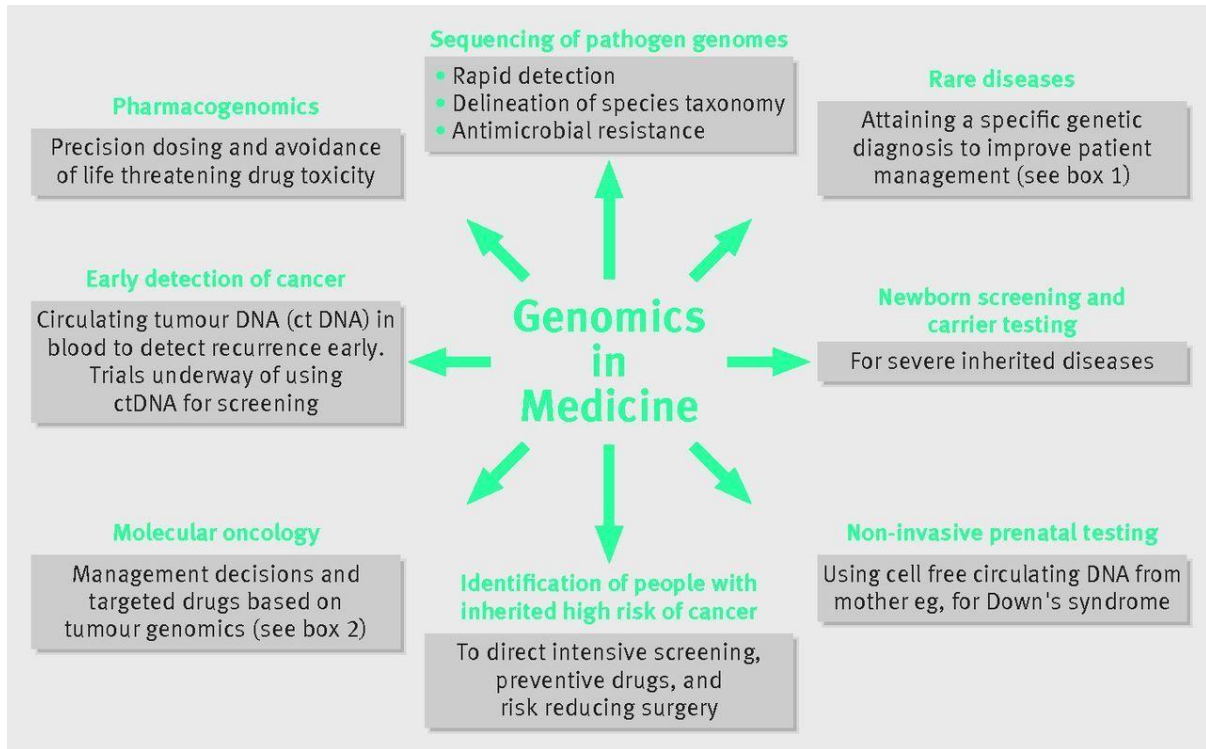 Sequencing of pathogen genomes
• Rapid detection
• Delineation of species taxonomy
• Antimicrobial resistance
Pharmacogenomics
Precision dosing and avoidance
of life threatening drug toxicity
Rare diseases
Attaining a specific genetic
diagnosis to improve patient
management (see box 1)
Early detection of cancer
Circulating tumour DNA (ct DNA) in
blood to detect recurrence early.
Trials underway of using
ctDNA for screening
Genomics
in
Medicine
Newborn screening and
carrier testing
For severe inherited diseases
Molecular oncology
Management decisions and
targeted drugs based on
tumour genomics (see box 2)
Identification of people with
inherited high risk of cancer
To direct intensive screening,
preventive drugs, and
risk reducing surgery
Non-invasive prenatal testing
Using cell free circulating DNA from
mother eg, for Down's syndrome